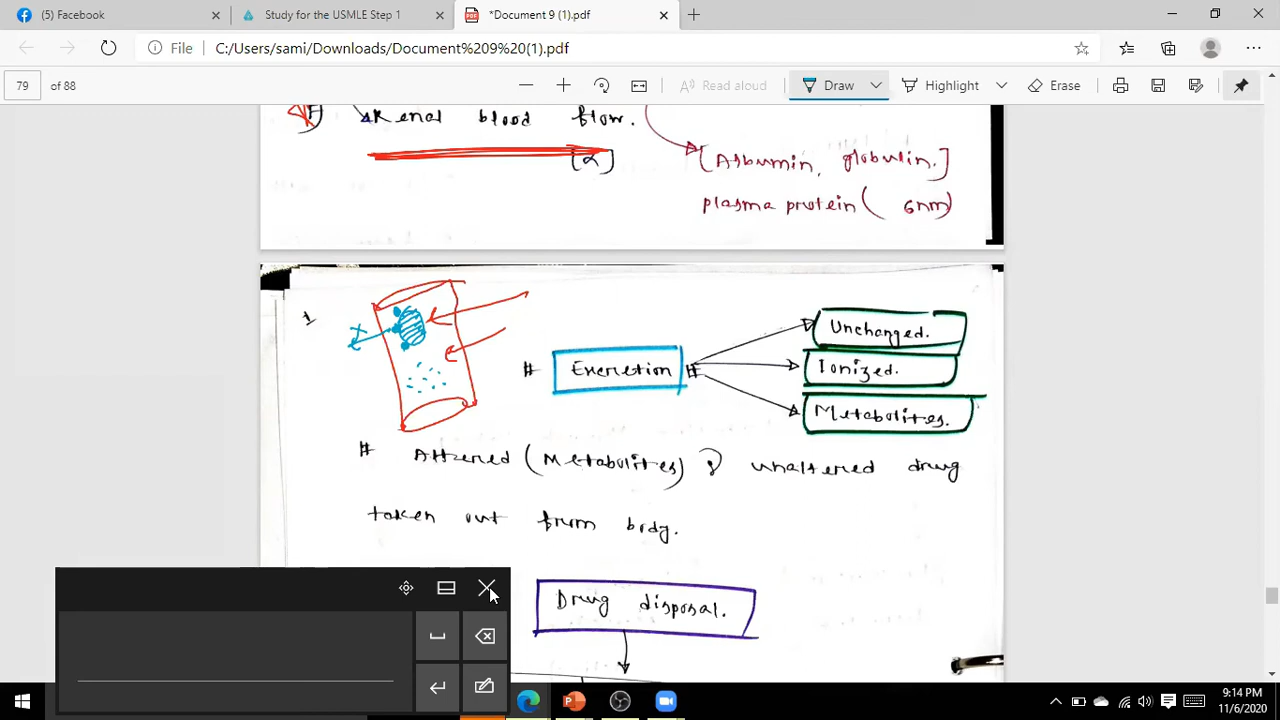 (5) Facebook
Study for the USMLE Step 1
*Document 9 (1).pdf
File C:/Users/sami/Downloads/Document%209%20(1).pdf
79 of 88
Read aloud Draw Highlight Erase
Renal blood flow.
[α]
[Albumin, globulin.]
plasma protein ( 6nm)
1
# Excretion #
Unchanged.
Ionized.
Metabolites.
# Altered (Metabolites) & unaltered drug
taken out from body.
Drug disposal.
9:14 PM
11/6/2020